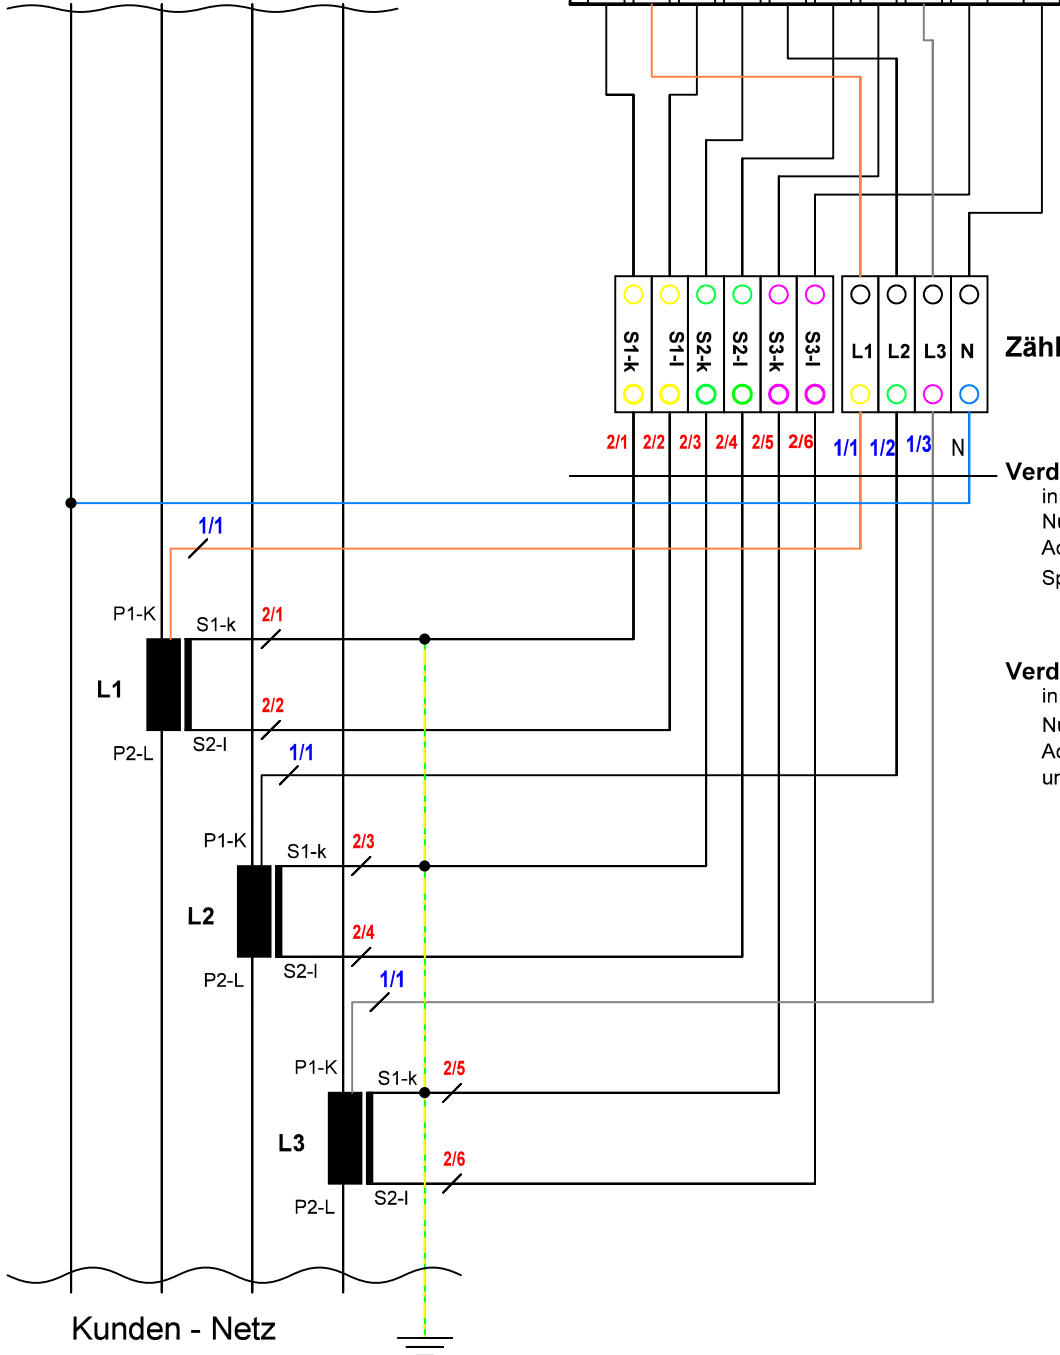 S1-k S1-l S2-k S2-l S3-k S3-l L1 L2 L3 N
Zähl
2/1 2/2 2/3 2/4 2/5 2/6 1/1 1/2 1/3 N
Verd
in
Nu
Ac
Sp
1/1
P1-K
S1-k
2/1
L1
2/2
P2-L
S2-l
1/1
Verd
in
Nu
Ac
un
P1-K
S1-k
2/3
L2
2/4
P2-L
S2-l
1/1
P1-K
S1-k
2/5
L3
2/6
P2-L
S2-l
Kunden - Netz